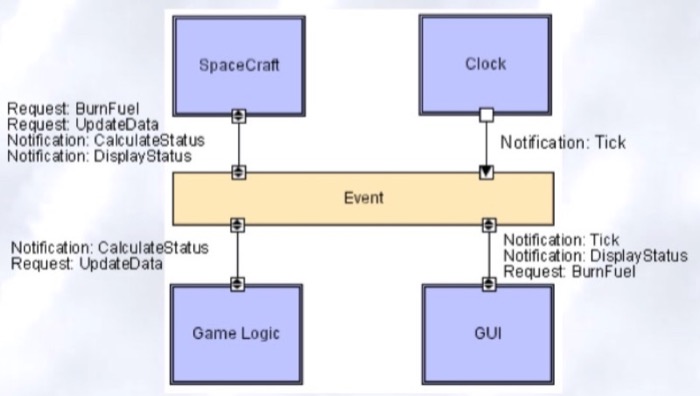 SpaceCraft
Clock
Request: BurnFuel
Request: UpdateData
Notification: CalculateStatus
Notification: DisplayStatus
Notification: Tick
Event
Notification: CalculateStatus
Request: UpdateData
Notification: Tick
Notification: DisplayStatus
Request: BurnFuel
Game Logic
GUI